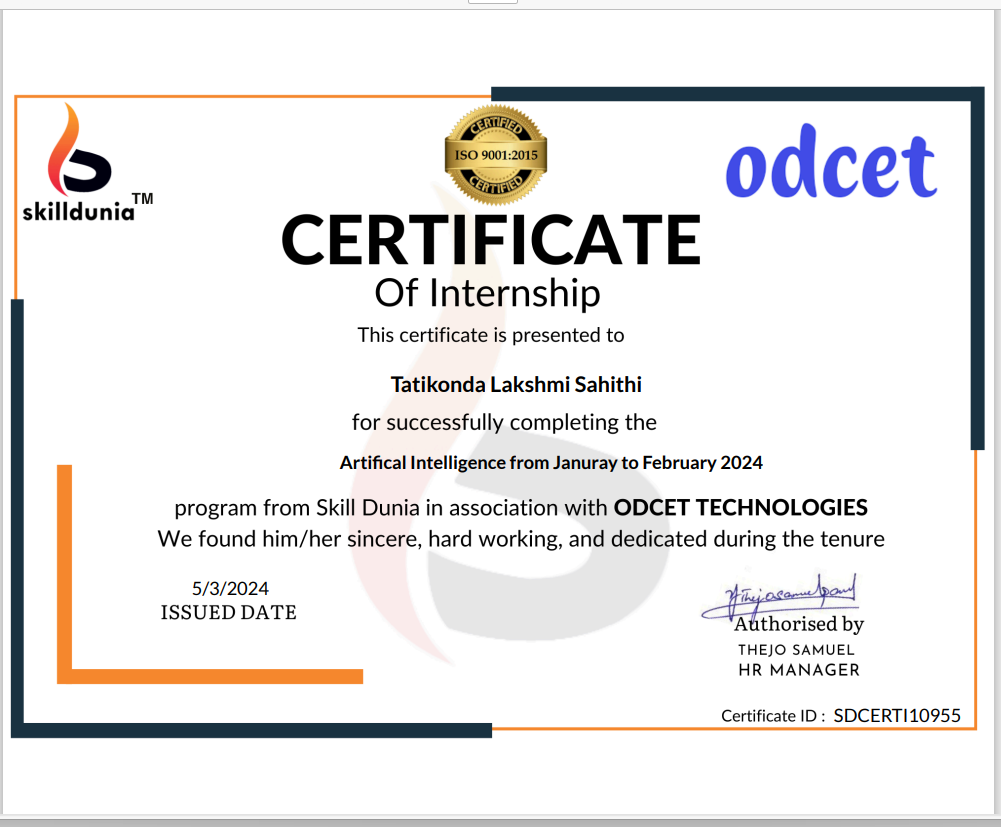 skilldunia™
CERTIFIED
ISO 9001:2015
CERTIFIED
odcet
CERTIFICATE
Of Internship
This certificate is presented to
Tatikonda Lakshmi Sahithi
for successfully completing the
Artifical Intelligence from Januray to February 2024
program from Skill Dunia in association with ODCET TECHNOLOGIES
We found him/her sincere, hard working, and dedicated during the tenure
5/3/2024
ISSUED DATE
Authorised by
THEJO SAMUEL
HR MANAGER
Certificate ID : SDCERTI10955